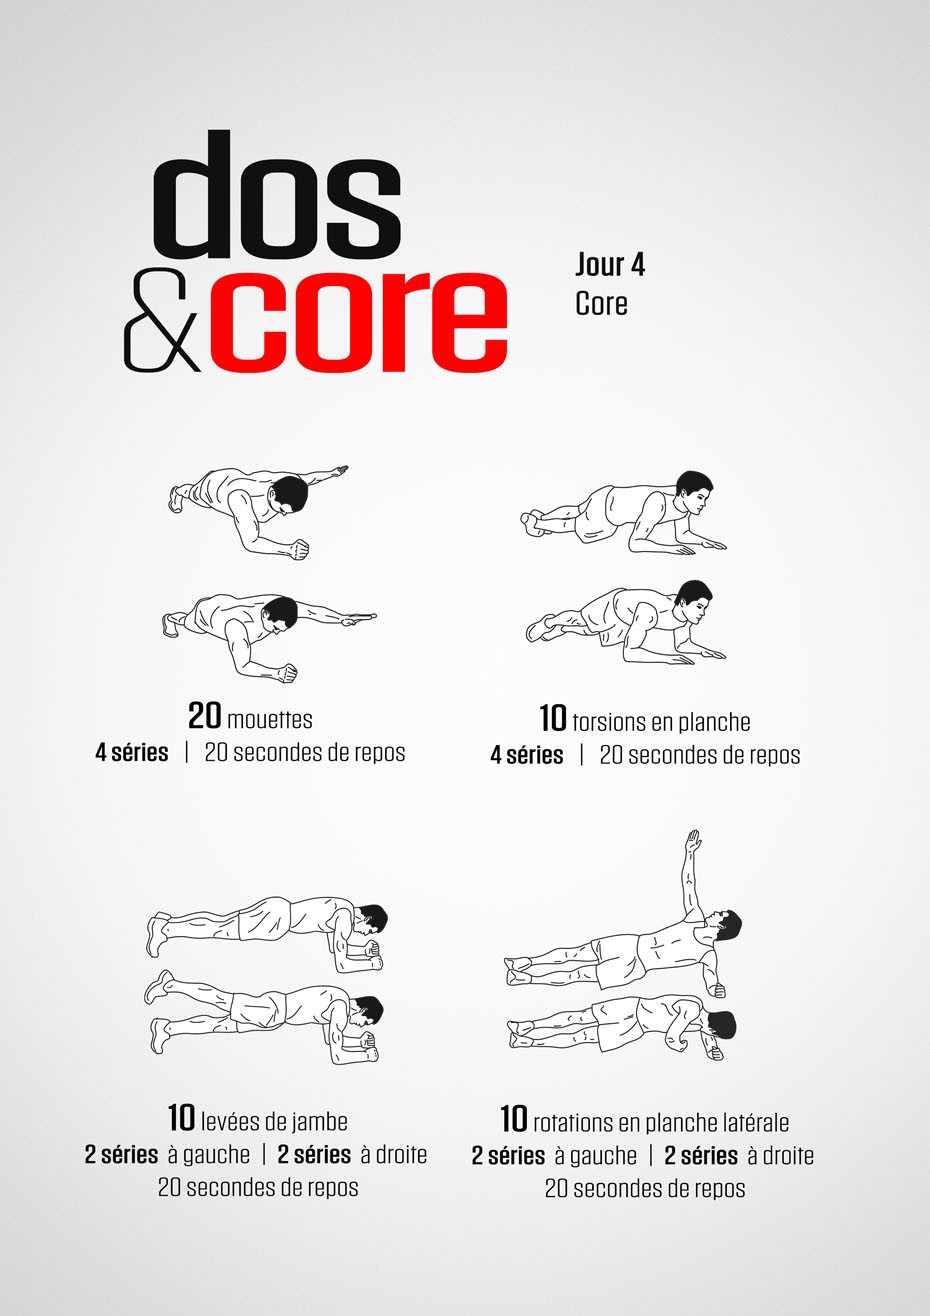 dos
&core
Jour 4
Core
20 mouettes
4 séries | 20 secondes de repos
10 torsions en planche
4 séries | 20 secondes de repos
10 levées de jambe
2 séries à gauche | 2 séries à droite
20 secondes de repos
10 rotations en planche latérale
2 séries à gauche | 2 séries à droite
20 secondes de repos